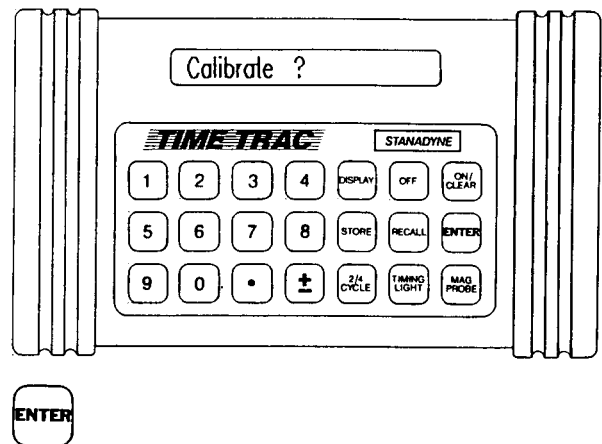 Calibrate ?
TIME TRAC STANADYNE
1 2 3 4 DISPLAY OFF ON/CLEAR
5 6 7 8 STORE RECALL ENTER
9 0 • ± 2/4 CYCLE TIMING LIGHT MAG PROBE
ENTER